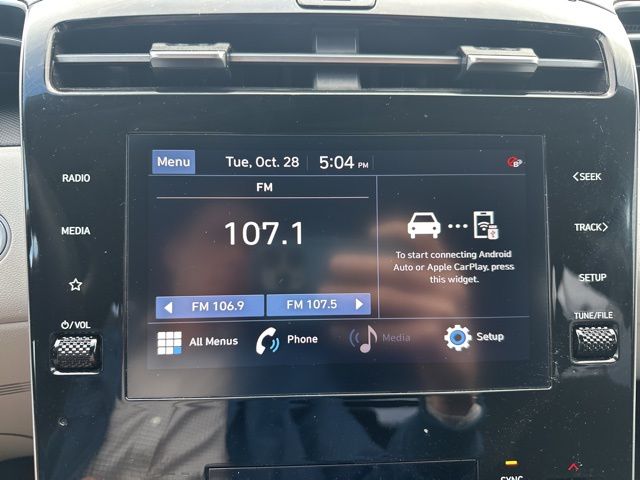 Menu Tue, Oct. 28 5:04 PM
FM
107.1
FM 106.9 FM 107.5
To start connecting Android
Auto or Apple CarPlay, press
this widget.
All Menus Phone Media Setup
RADIO
MEDIA
VOL
<SEEK
TRACK>
SETUP
TUNE/FILE
SYNC